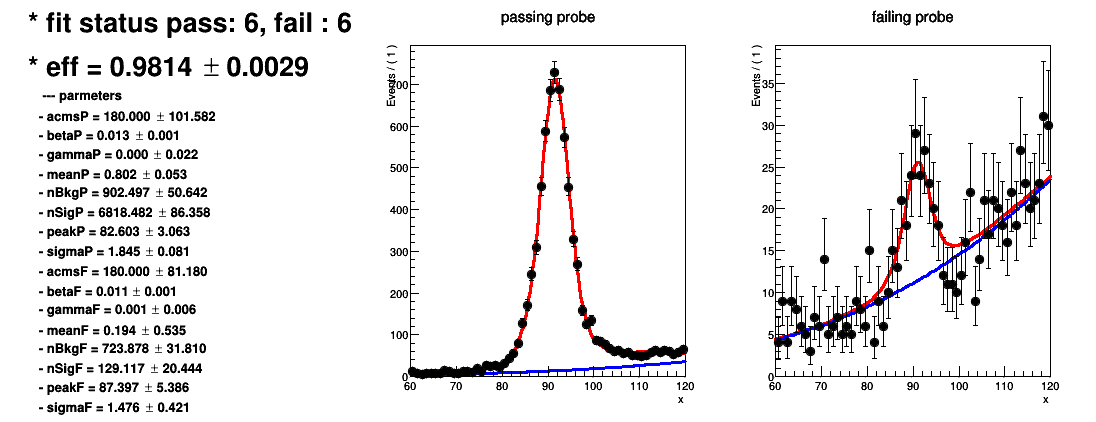 * fit status pass: 6, fail : 6
* eff = 0.9814 ± 0.0029
--- parmeters
- acmsP = 180.000 ± 101.582
- betaP = 0.013 ± 0.001
- gammaP = 0.000 ± 0.022
- meanP = 0.802 ± 0.053
- nBkgP = 902.497 ± 50.642
- nSigP = 6818.482 ± 86.358
- peakP = 82.603 ± 3.063
- sigmaP = 1.845 ± 0.081
- acmsF = 180.000 ± 81.180
- betaF = 0.011 ± 0.001
- gammaF = 0.001 ± 0.006
- meanF = 0.194 ± 0.535
- nBkgF = 723.878 ± 31.810
- nSigF = 129.117 ± 20.444
- peakF = 87.397 ± 5.386
- sigmaF = 1.476 ± 0.421
passing probe
Events / ( 1 )
700
600
500
400
300
200
100
0
60 70 80 90 100 110 120
x
failing probe
Events / ( 1 )
35
30
25
20
15
10
5
0
60 70 80 90 100 110 120
x